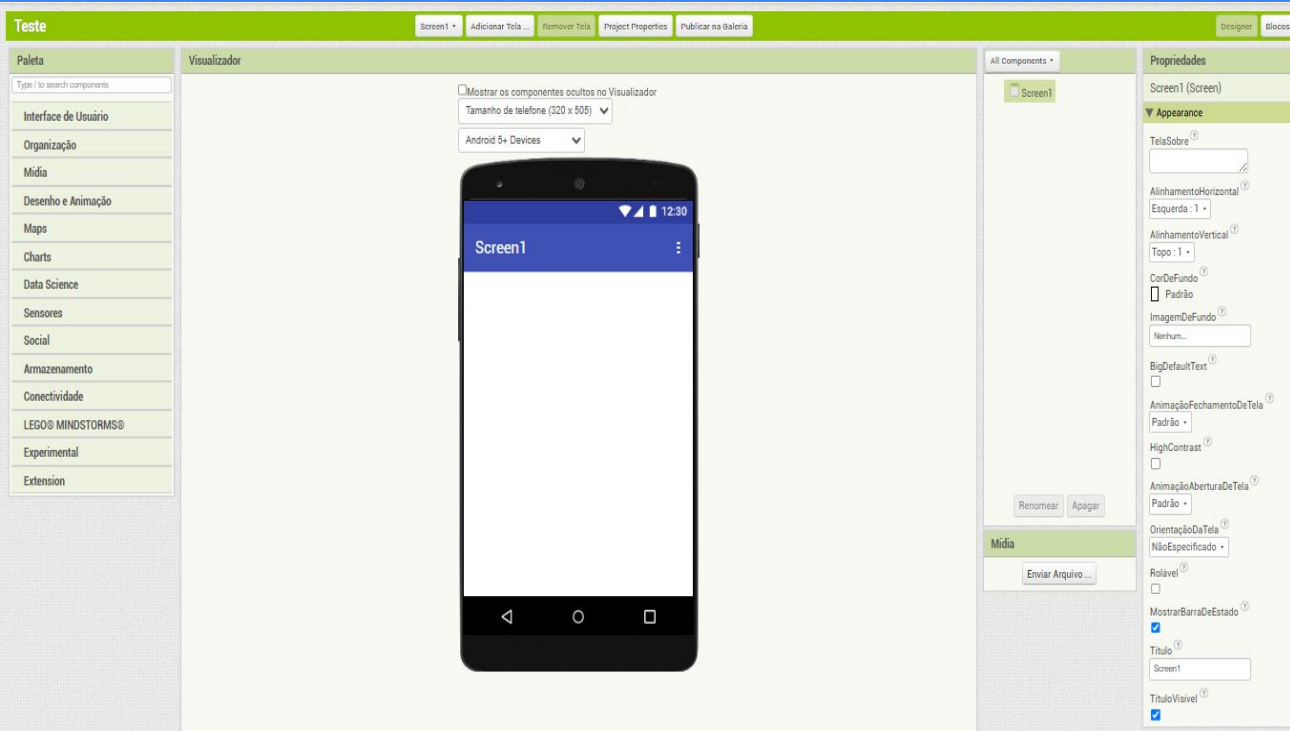 Teste
Screen1
Adicionar Tela ...
Remover Tela
Project Properties
Publicar na Galeria
Designer
Blocos
Paleta
Type / to search components
Interface de Usuário
Organização
Mídia
Desenho e Animação
Maps
Charts
Data Science
Sensores
Social
Armazenamento
Conectividade
LEGO® MINDSTORMS®
Experimental
Extension
Visualizador
Mostrar os componentes ocultos no Visualizador
Tamanho de telefone (320 x 505)
Android 5+ Devices
12:30
Screen1
All Components
Screen1
Renomear
Apagar
Mídia
Enviar Arquivo ...
Propriedades
Screen1 (Screen)
Appearance
TelaSobre
AlinhamentoHorizontal
Esquerda : 1
AlinhamentoVertical
Topo : 1
CorDeFundo
Padrão
ImagemDeFundo
Nenhum...
BigDefaultText
AnimaçãoFechamentoDeTela
Padrão
HighContrast
AnimaçãoAberturaDeTela
Padrão
OrientaçãoDaTela
NãoEspecificado
Rolável
MostrarBarraDeEstado
Título
Screen1
TítuloVisível